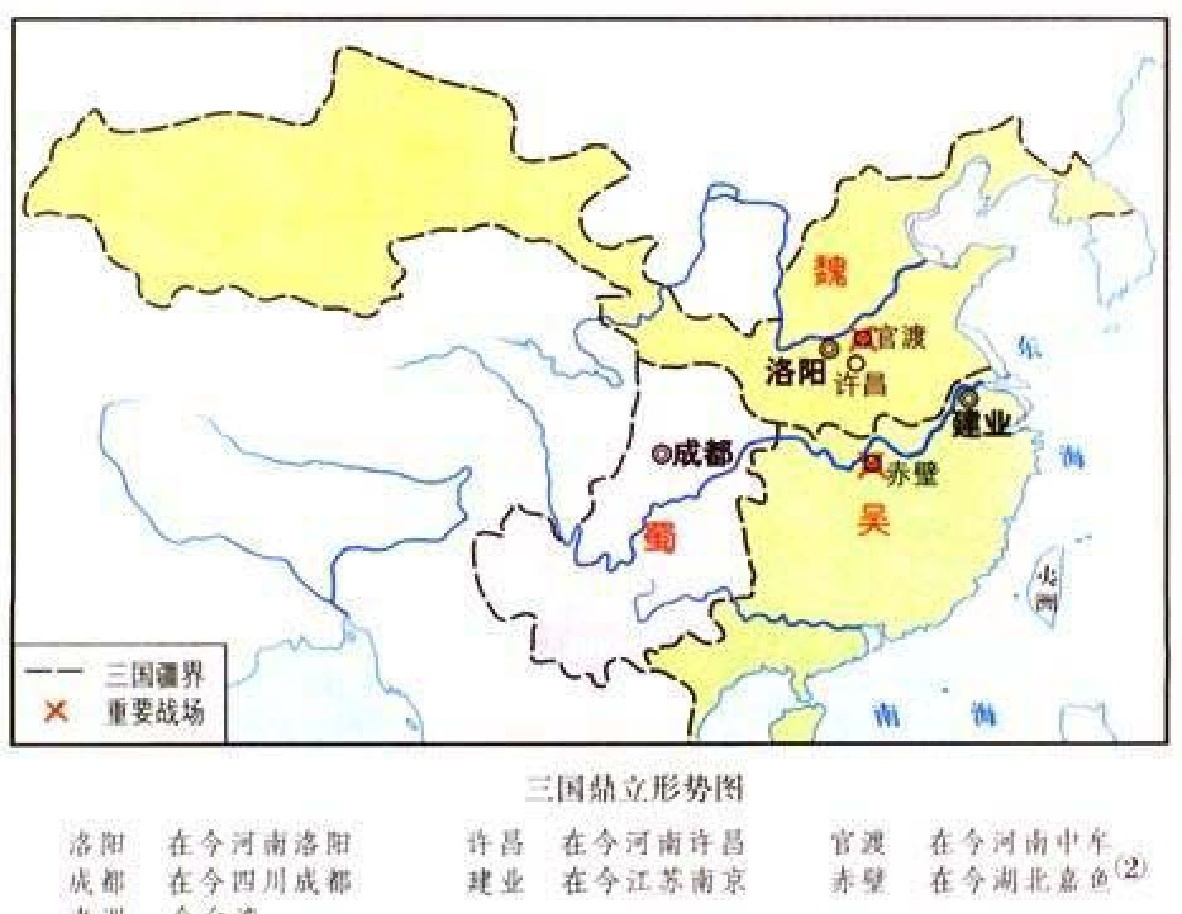 魏
官渡
洛阳
许昌
建业
成都
赤壁
吴
蜀
海
三国疆界
重要战场
南 海
三国鼎立形势图
洛阳 在今河南洛阳 许昌 在今河南许昌 官渡 在今河南中牟
成都 在今四川成都 建业 在今江苏南京 赤壁 在今湖北嘉鱼(2)